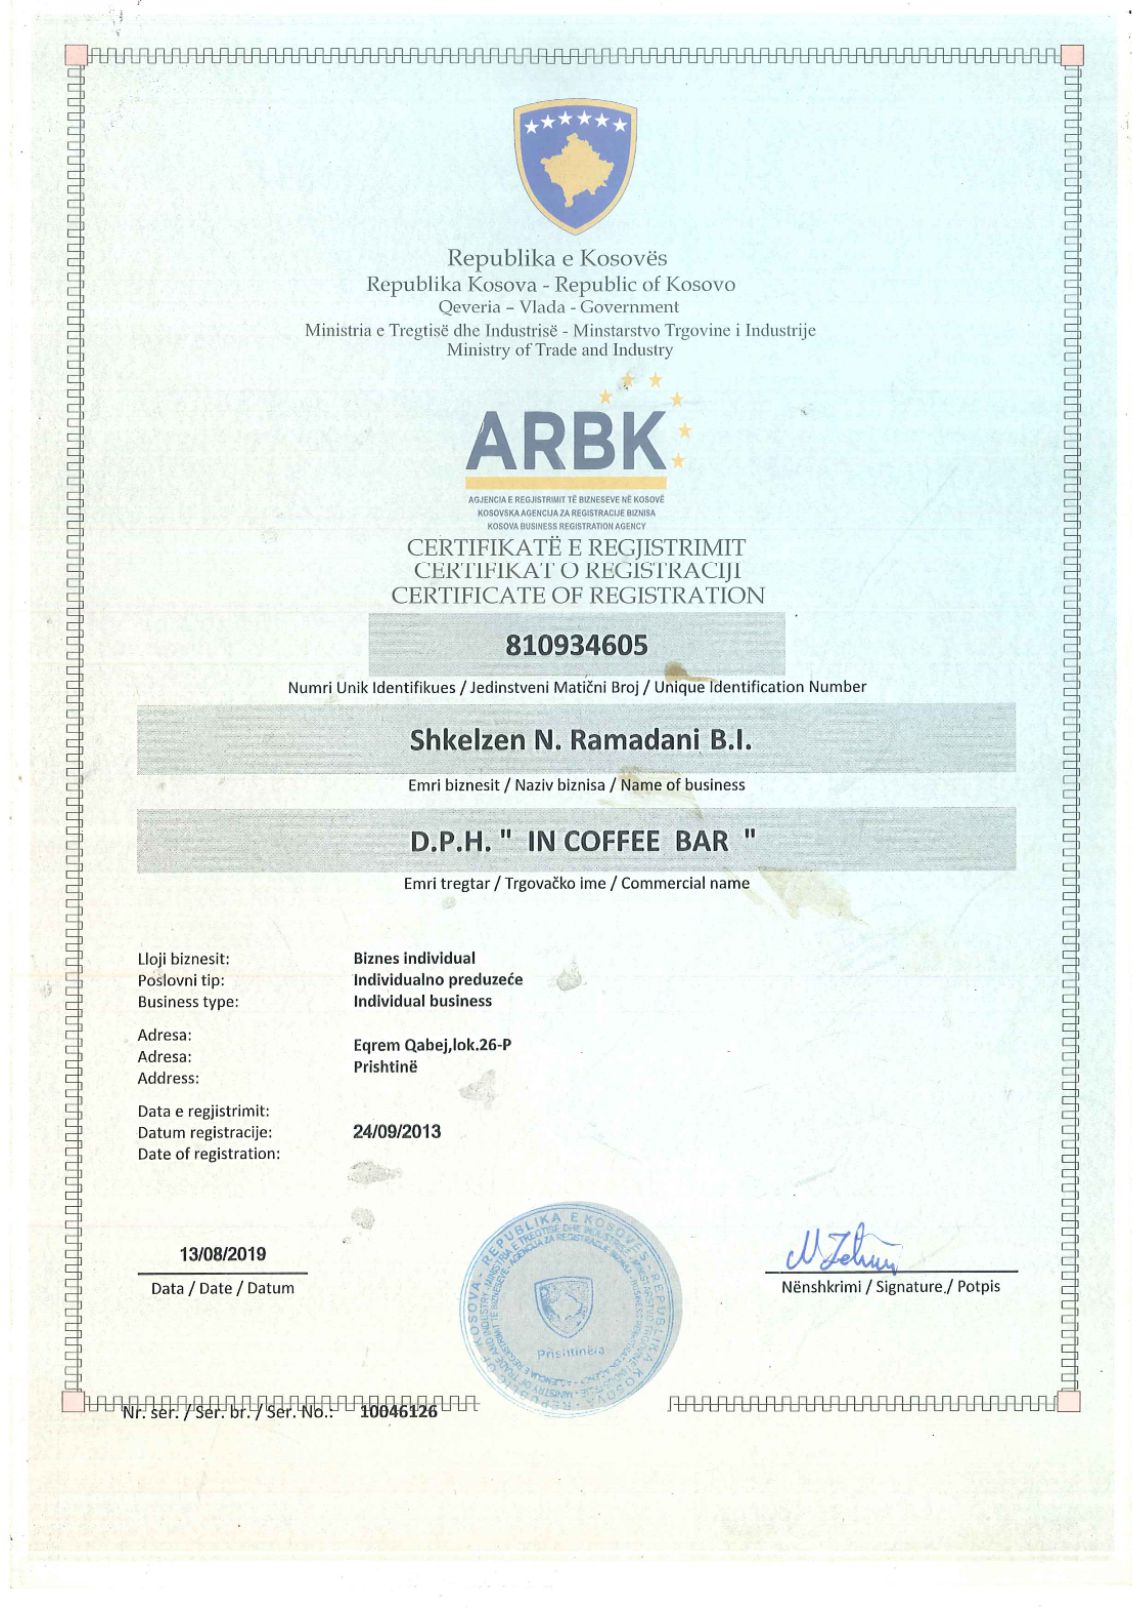 Republika e Kosovës
Republika Kosova - Republic of Kosovo
Qeveria – Vlada - Government
Ministria e Tregtisë dhe Industrisë - Minstarstvo Trgovine i Industrije
Ministry of Trade and Industry
ARBK
AGJENCIA E REGJISTRIMIT TË BIZNESEVE NË KOSOVË
KOSOVSKA AGENCIJA ZA REGISTRACIJE BIZNISA
KOSOVA BUSINESS REGISTRATION AGENCY
CERTIFIKATË E REGJISTRIMIT
CERTIFIKAT O REGISTRACIJI
CERTIFICATE OF REGISTRATION
810934605
Numri Unik Identifikues / Jedinstveni Matični Broj / Unique Identification Number
Shkelzen N. Ramadani B.I.
Emri biznesit / Naziv biznisa / Name of business
D.P.H. " IN COFFEE BAR "
Emri tregtar / Trgovačko ime / Commercial name
Lloji biznesit: Biznes individual
Poslovni tip: Individualno preduzeće
Business type: Individual business
Adresa:
Eqrem Qabej,lok.26-P
Adresa:
Prishtinë
Address:
Data e regjistrimit:
Datum registracije: 24/09/2013
Date of registration:
13/08/2019
Data / Date / Datum
Nënshkrimi / Signature / Potpis
REPUBLIKA E KOSOVËS - REPUBLIKA KOSOVA - REPUBLIC OF KOSOVA
Prishtinë/a
Nr. ser. / Ser. br. / Ser. No.: 10046126